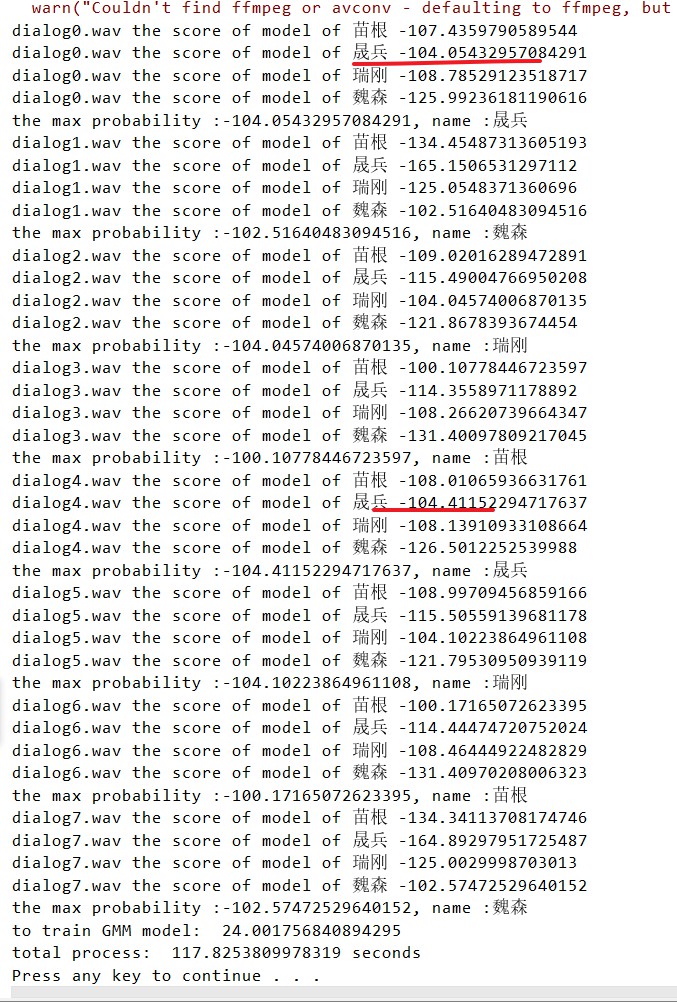 warn("Couldn't find ffmpeg or avconv - defaulting to ffmpeg, but
dialog0.wav the score of model of 苗根 -107.4359790589544
dialog0.wav the score of model of 晟兵 -104.05432957084291
dialog0.wav the score of model of 瑞刚 -108.78529123518717
dialog0.wav the score of model of 魏森 -125.99236181190616
the max probability :-104.05432957084291, name :晟兵
dialog1.wav the score of model of 苗根 -134.45487313605193
dialog1.wav the score of model of 晟兵 -165.1506531297112
dialog1.wav the score of model of 瑞刚 -125.0548371360696
dialog1.wav the score of model of 魏森 -102.51640483094516
the max probability :-102.51640483094516, name :魏森
dialog2.wav the score of model of 苗根 -109.02016289472891
dialog2.wav the score of model of 晟兵 -115.49004766950208
dialog2.wav the score of model of 瑞刚 -104.04574006870135
dialog2.wav the score of model of 魏森 -121.8678393674454
the max probability :-104.04574006870135, name :瑞刚
dialog3.wav the score of model of 苗根 -100.10778446723597
dialog3.wav the score of model of 晟兵 -114.3558971178892
dialog3.wav the score of model of 瑞刚 -108.26620739664347
dialog3.wav the score of model of 魏森 -131.40097809217045
the max probability :-100.10778446723597, name :苗根
dialog4.wav the score of model of 苗根 -108.01065936631761
dialog4.wav the score of model of 晟兵 -104.41152294717637
dialog4.wav the score of model of 瑞刚 -108.13910933108664
dialog4.wav the score of model of 魏森 -126.5012252539988
the max probability :-104.41152294717637, name :晟兵
dialog5.wav the score of model of 苗根 -108.99709456859166
dialog5.wav the score of model of 晟兵 -115.50559139681178
dialog5.wav the score of model of 瑞刚 -104.10223864961108
dialog5.wav the score of model of 魏森 -121.79530950939119
the max probability :-104.10223864961108, name :瑞刚
dialog6.wav the score of model of 苗根 -100.17165072623395
dialog6.wav the score of model of 晟兵 -114.44474720752024
dialog6.wav the score of model of 瑞刚 -108.46444922482829
dialog6.wav the score of model of 魏森 -131.40970208006323
the max probability :-100.17165072623395, name :苗根
dialog7.wav the score of model of 苗根 -134.34113708174746
dialog7.wav the score of model of 晟兵 -164.89297951725487
dialog7.wav the score of model of 瑞刚 -125.0029998703013
dialog7.wav the score of model of 魏森 -102.57472529640152
the max probability :-102.57472529640152, name :魏森
to train GMM model:  24.001756840894295
total process:  117.8253809978319 seconds
Press any key to continue . . .